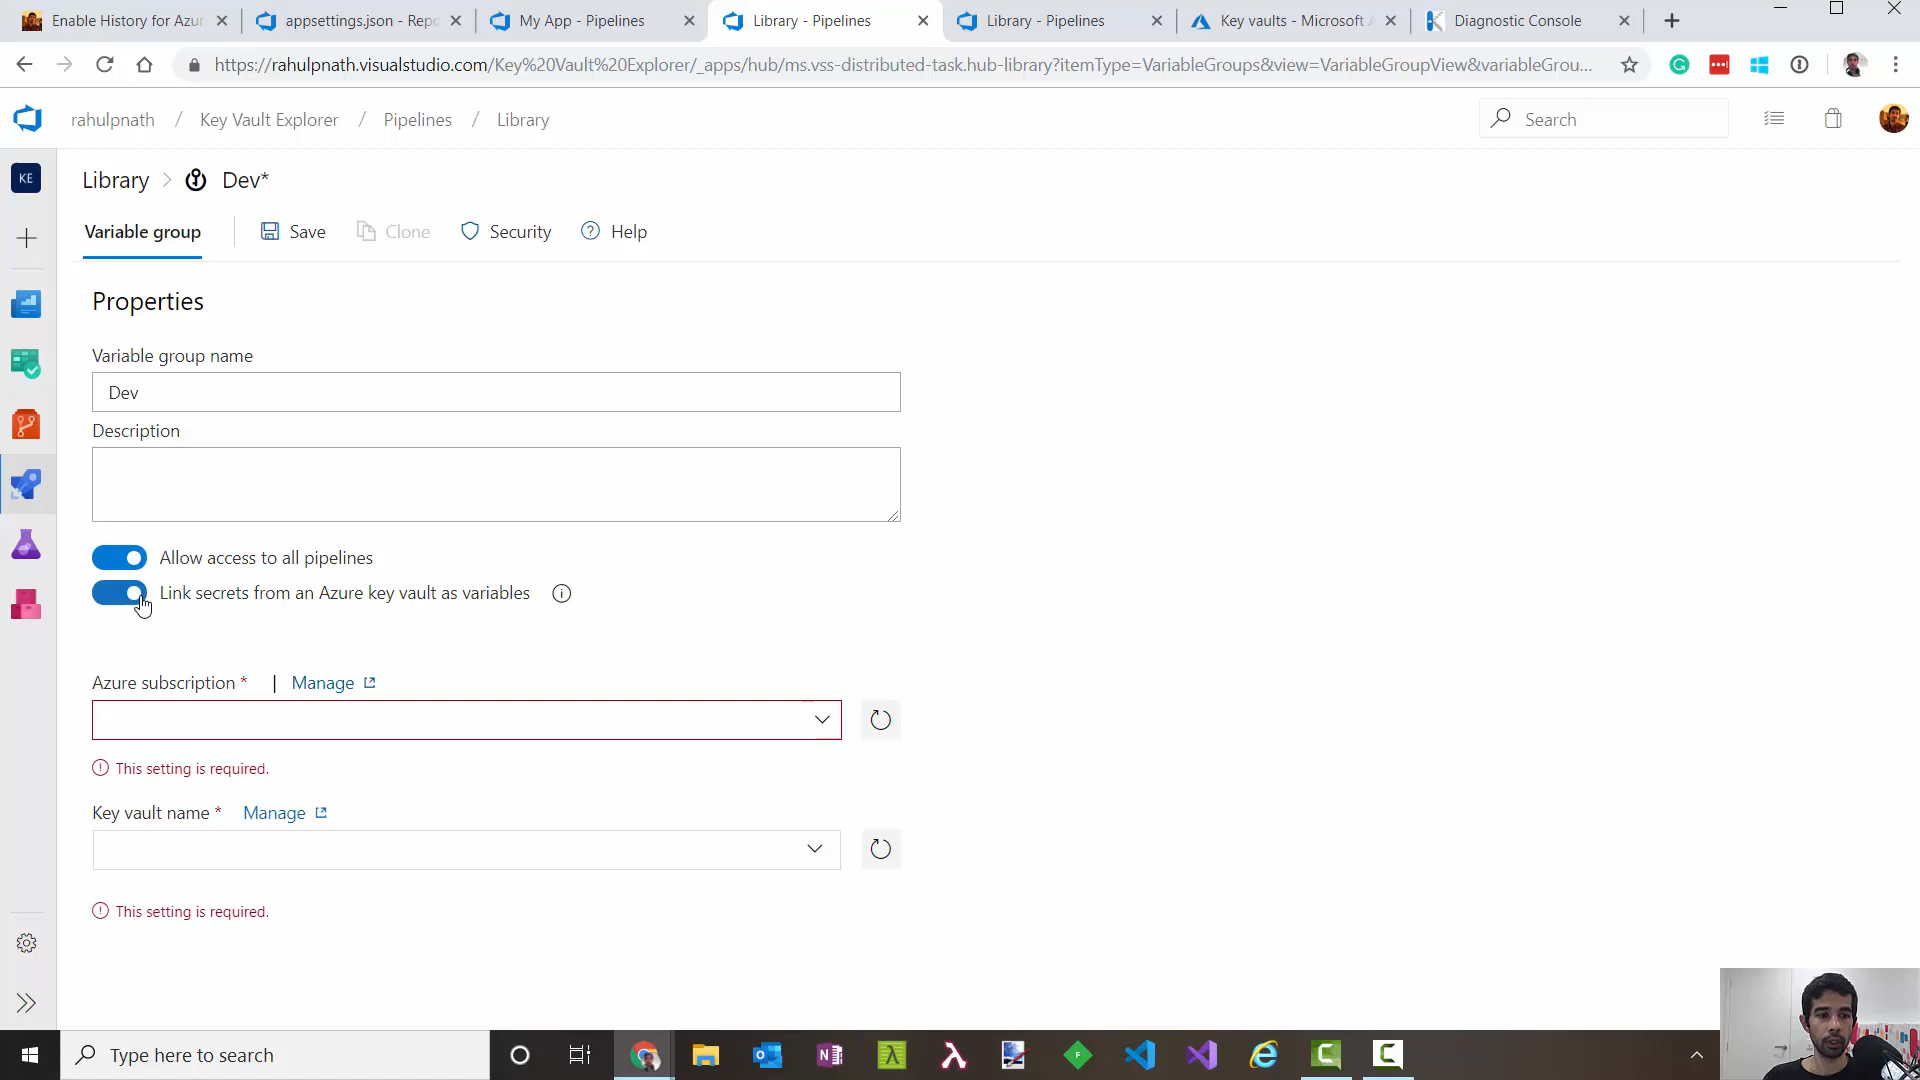 Enable History for Azur
appsettings.json - Repo
My App - Pipelines
Library - Pipelines
Library - Pipelines
Key vaults - Microsoft A
Diagnostic Console
https://rahulpnath.visualstudio.com/Key%20Vault%20Explorer/_apps/hub/ms.vss-distributed-task.hub-library?itemType=VariableGroups&view=VariableGroupView&variableGrou...
rahulpnath / Key Vault Explorer / Pipelines / Library
Search
KE
Library > Dev*
Variable group
Save
Clone
Security
Help
Properties
Variable group name
Dev
Description
Allow access to all pipelines
Link secrets from an Azure key vault as variables
Azure subscription * | Manage
This setting is required.
Key vault name * Manage
This setting is required.
Type here to search